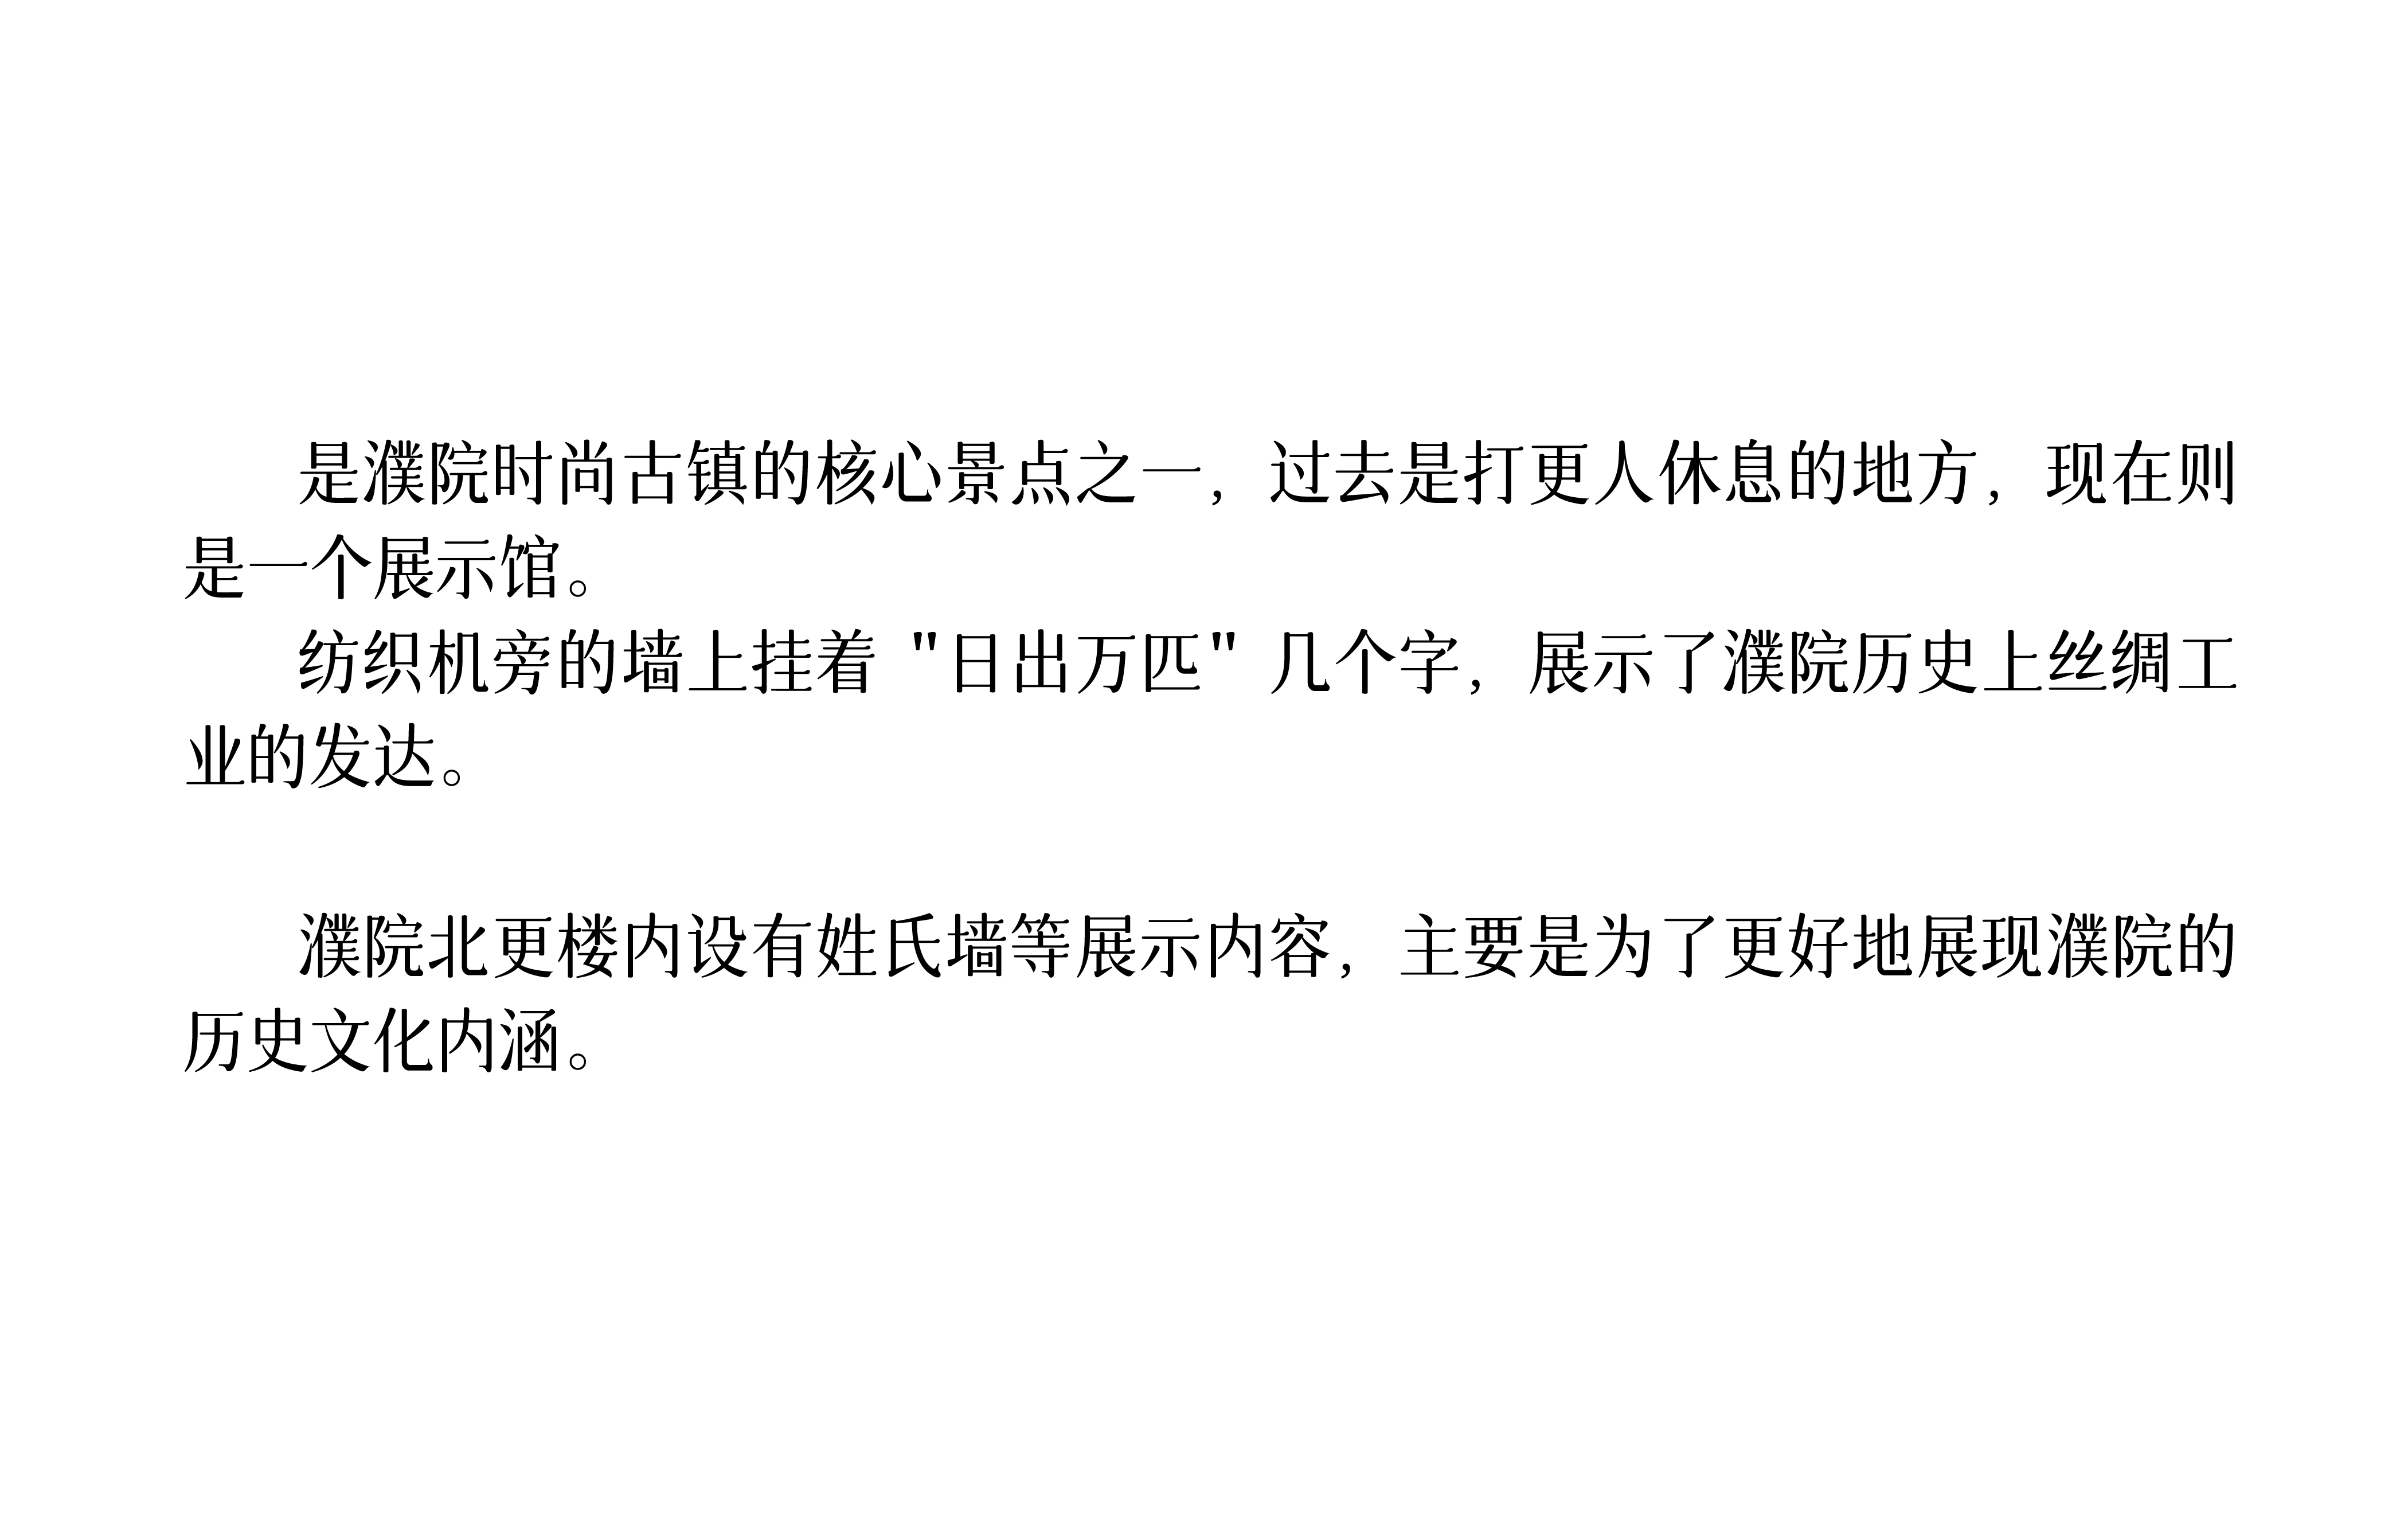 是濮院时尚古镇的核心景点之一，过去是打更人休息的地方，现在则
是一个展示馆。
纺织机旁的墙上挂着 "日出万匹" 几个字，展示了濮院历史上丝绸工
业的发达。
濮院北更楼内设有姓氏墙等展示内容，主要是为了更好地展现濮院的
历史文化内涵。